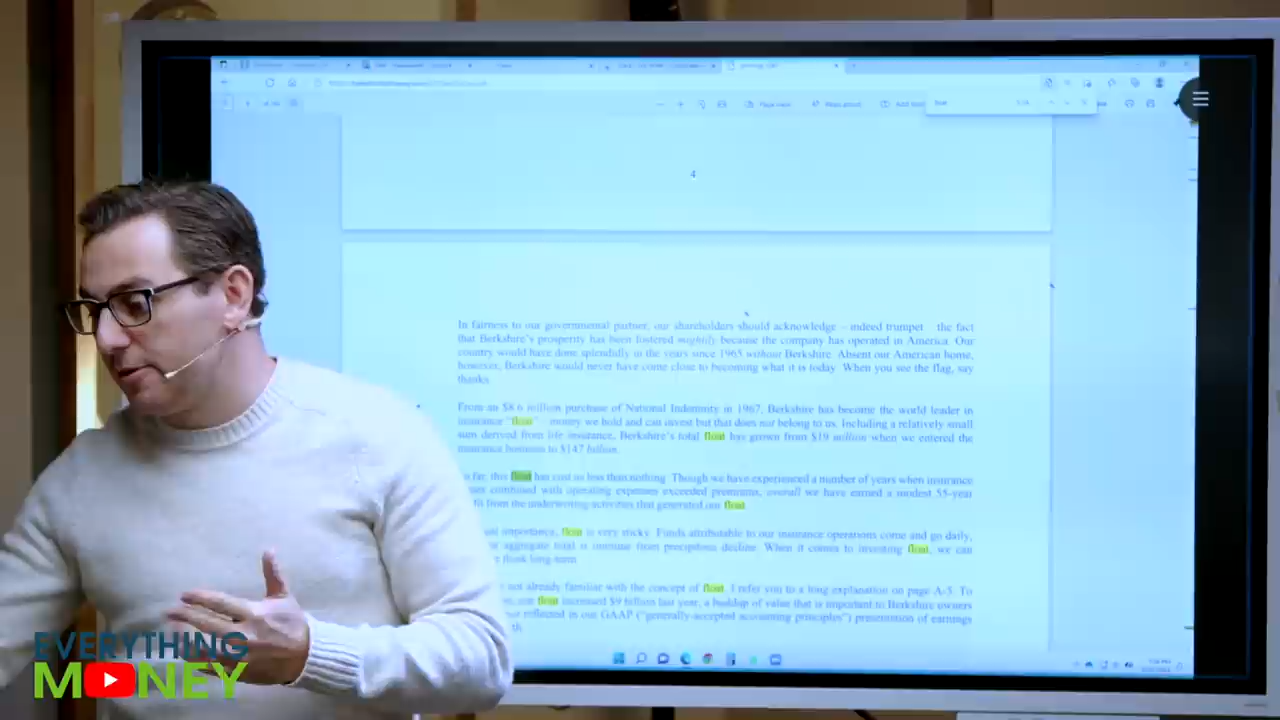 4
In fairness to our governmental partner, our shareholders should acknowledge – indeed trumpet the fact
that Berkshire's prosperity has been fostered mightily because the company has operated in America. Our
country would have done splendidly in the years since 1965 without Berkshire. Absent our American home,
however, Berkshire would never have come close to becoming what it is today. When you see the flag, say
thanks.
From an $8.6 million purchase of National Indemnity in 1967, Berkshire has become the world leader in
insurance "float" – money we hold and can invest but that does not belong to us. Including a relatively small
sum derived from life insurance, Berkshire's total float has grown from $19 million when we entered the
insurance business to $147 billion.
far, this float has cost us less than nothing. Though we have experienced a number of years when insurance
combined with operating expenses exceeded premiums, overall we have earned a modest 55-year
from the underwriting activities that generated our float.
importance, float is very sticky. Funds attributable to our insurance operations come and go daily,
aggregate total is immune from precipitous decline. When it comes to investing float, we can
think long-term.
not already familiar with the concept of float, I refer you to a long explanation on page A-5. To
our float increased $9 billion last year, a buildup of value that is important to Berkshire owners
not reflected in our GAAP ("generally-accepted accounting principles") presentation of earnings
EVERYTHING
MONEY